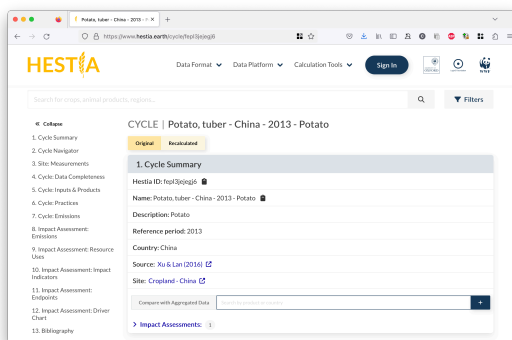 Potato, tuber - China - 2013 - P
https://www.hestia.earth/cycle/fepl3jejegj6
HESTIA
Data Format
Data Platform
Calculation Tools
Sign In
WWF
Search for crops, animal products, regions...
Filters
Collapse
1. Cycle Summary
2. Cycle Navigator
3. Site: Measurements
4. Cycle: Data Completeness
5. Cycle: Inputs & Products
6. Cycle: Practices
7. Cycle: Emissions
8. Impact Assessment:
Emissions
9. Impact Assessment: Resource
Uses
10. Impact Assessment: Impact
Indicators
11. Impact Assessment:
Endpoints
12. Impact Assessment: Driver
Chart
13. Bibliography
CYCLE | Potato, tuber - China - 2013 - Potato
Original
Recalculated
1. Cycle Summary
Hestia ID: fepl3jejegj6
Name: Potato, tuber - China - 2013 - Potato
Description: Potato
Reference period: 2013
Country: China
Source: Xu & Lan (2016)
Site: Cropland - China
Compare with Aggregated Data
+
Impact Assessments: 1